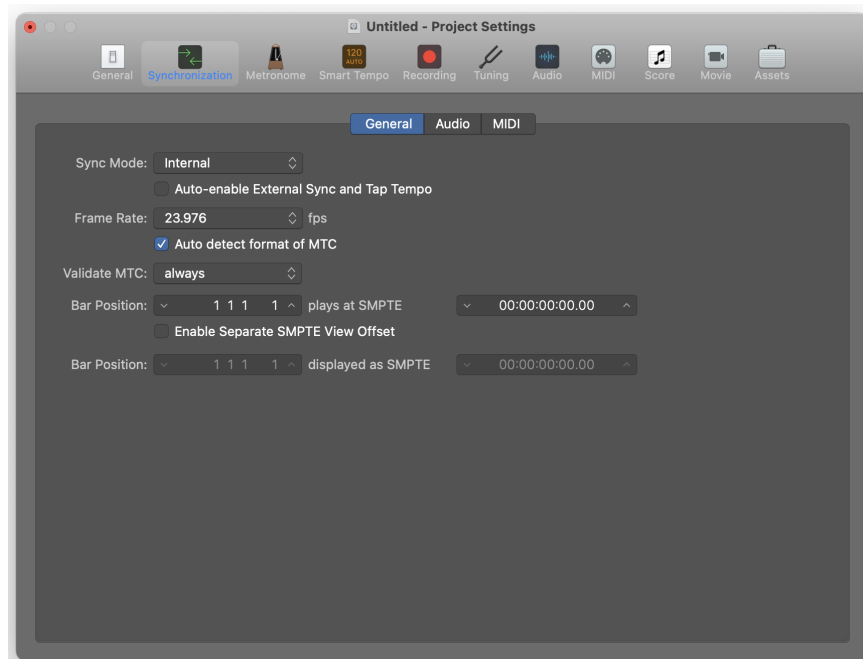 Untitled - Project Settings
120
AUTO
General Synchronization Metronome Smart Tempo Recording Tuning Audio MIDI Score Movie Assets
General Audio MIDI
Sync Mode: Internal
Auto-enable External Sync and Tap Tempo
Frame Rate: 23.976 fps
Auto detect format of MTC
Validate MTC: always
Bar Position: 1 1 1 1 plays at SMPTE 00:00:00:00.00
Enable Separate SMPTE View Offset
Bar Position: 1 1 1 1 displayed as SMPTE 00:00:00:00.00